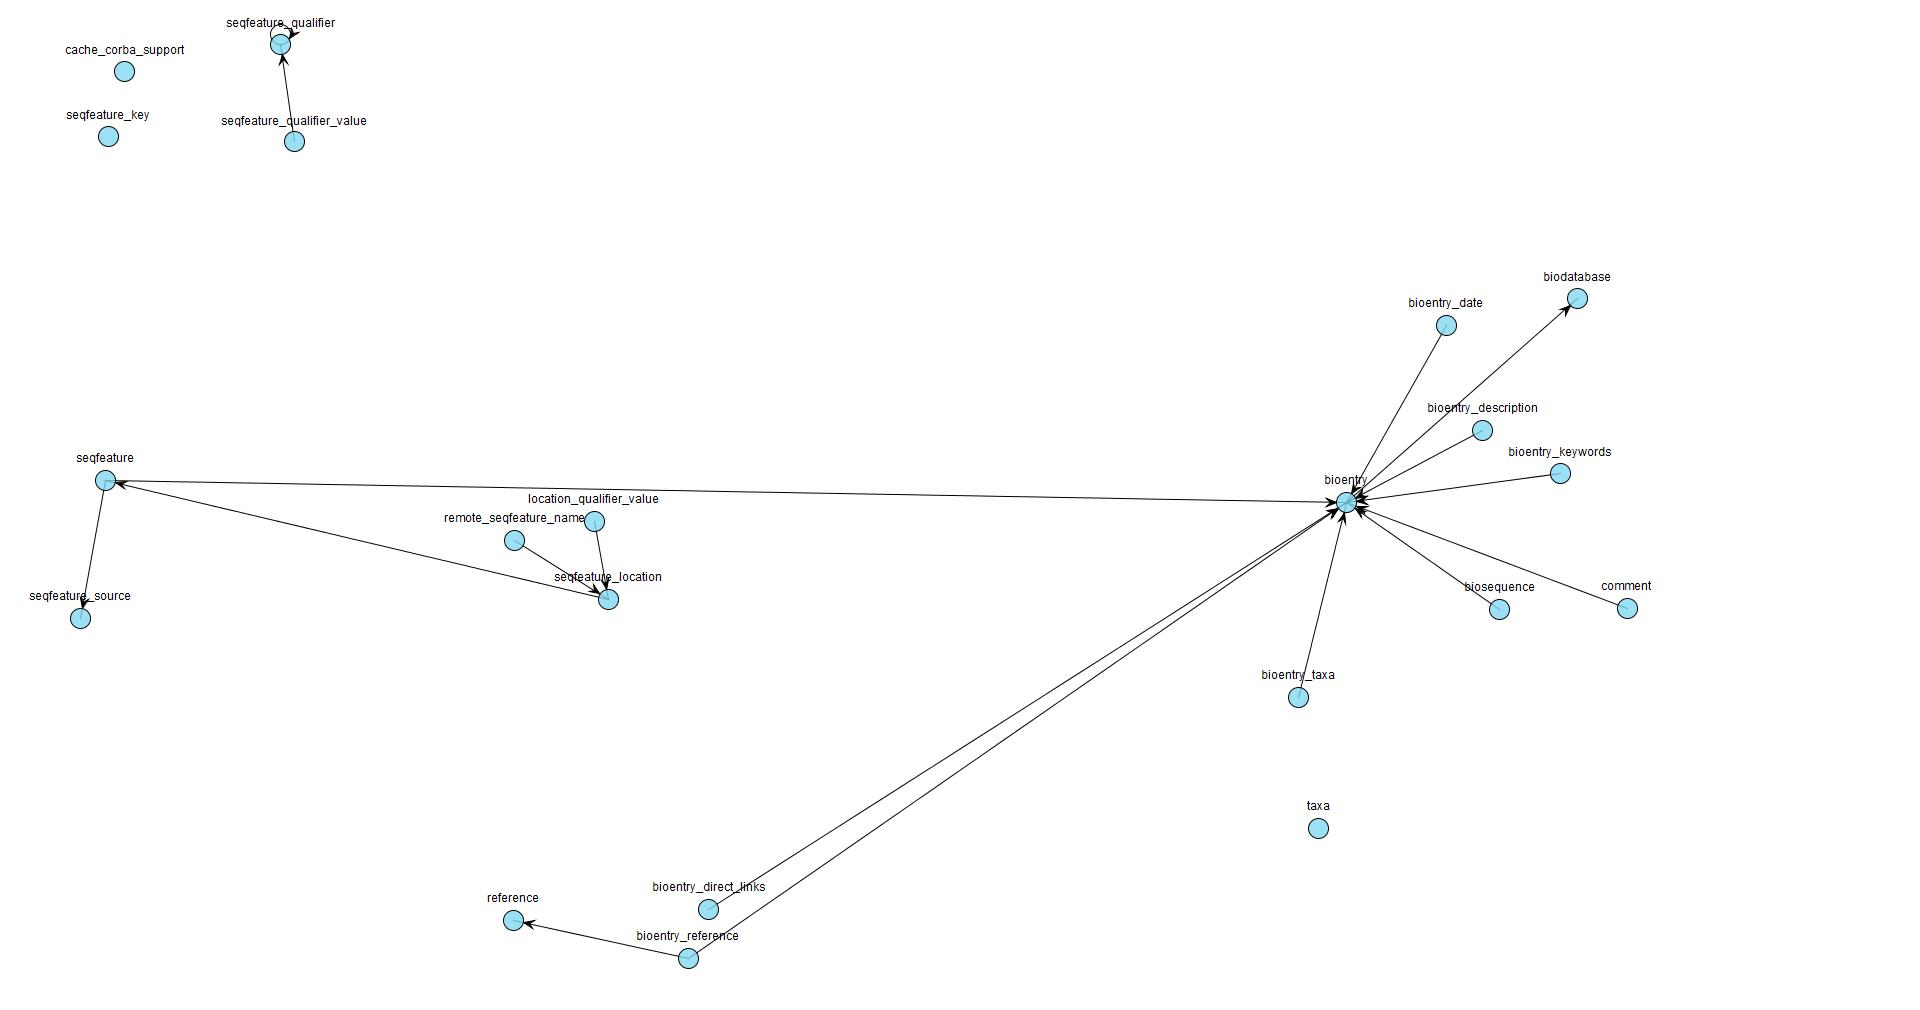 seqfeature_qualifier
cache_corba_support
seqfeature_key
seqfeature_qualifier_value
biodatabase
bioentry_date
bioentry_description
bioentry_keywords
seqfeature
bioentry
location_qualifier_value
remote_seqfeature_name
seqfeature_location
seqfeature_source
biosequence
comment
bioentry_taxa
taxa
bioentry_direct_links
reference
bioentry_reference